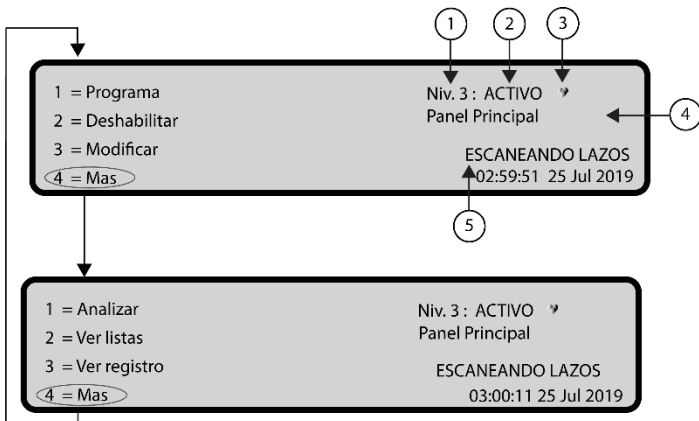 1 2 3
1 = Programa
2 = Deshabilitar
3 = Modificar
4 = Mas
Niv. 3 : ACTIVO
Panel Principal
4
ESCANEANDO LAZOS
02:59:51 25 Jul 2019
5
1 = Analizar
2 = Ver listas
3 = Ver registro
4 = Mas
Niv. 3 : ACTIVO
Panel Principal
ESCANEANDO LAZOS
03:00:11 25 Jul 2019